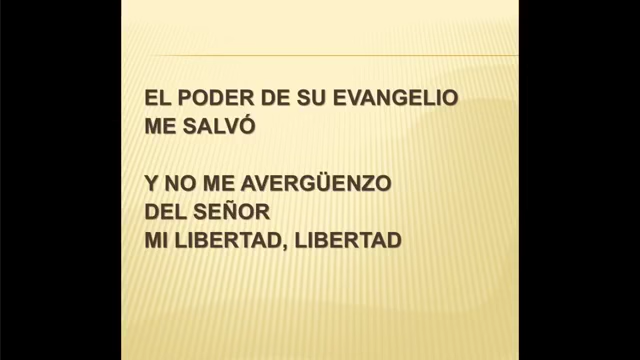 EL PODER DE SU EVANGELIO
ME SALVÓ
Y NO ME AVERGÜENZO
DEL SEÑOR
MI LIBERTAD, LIBERTAD